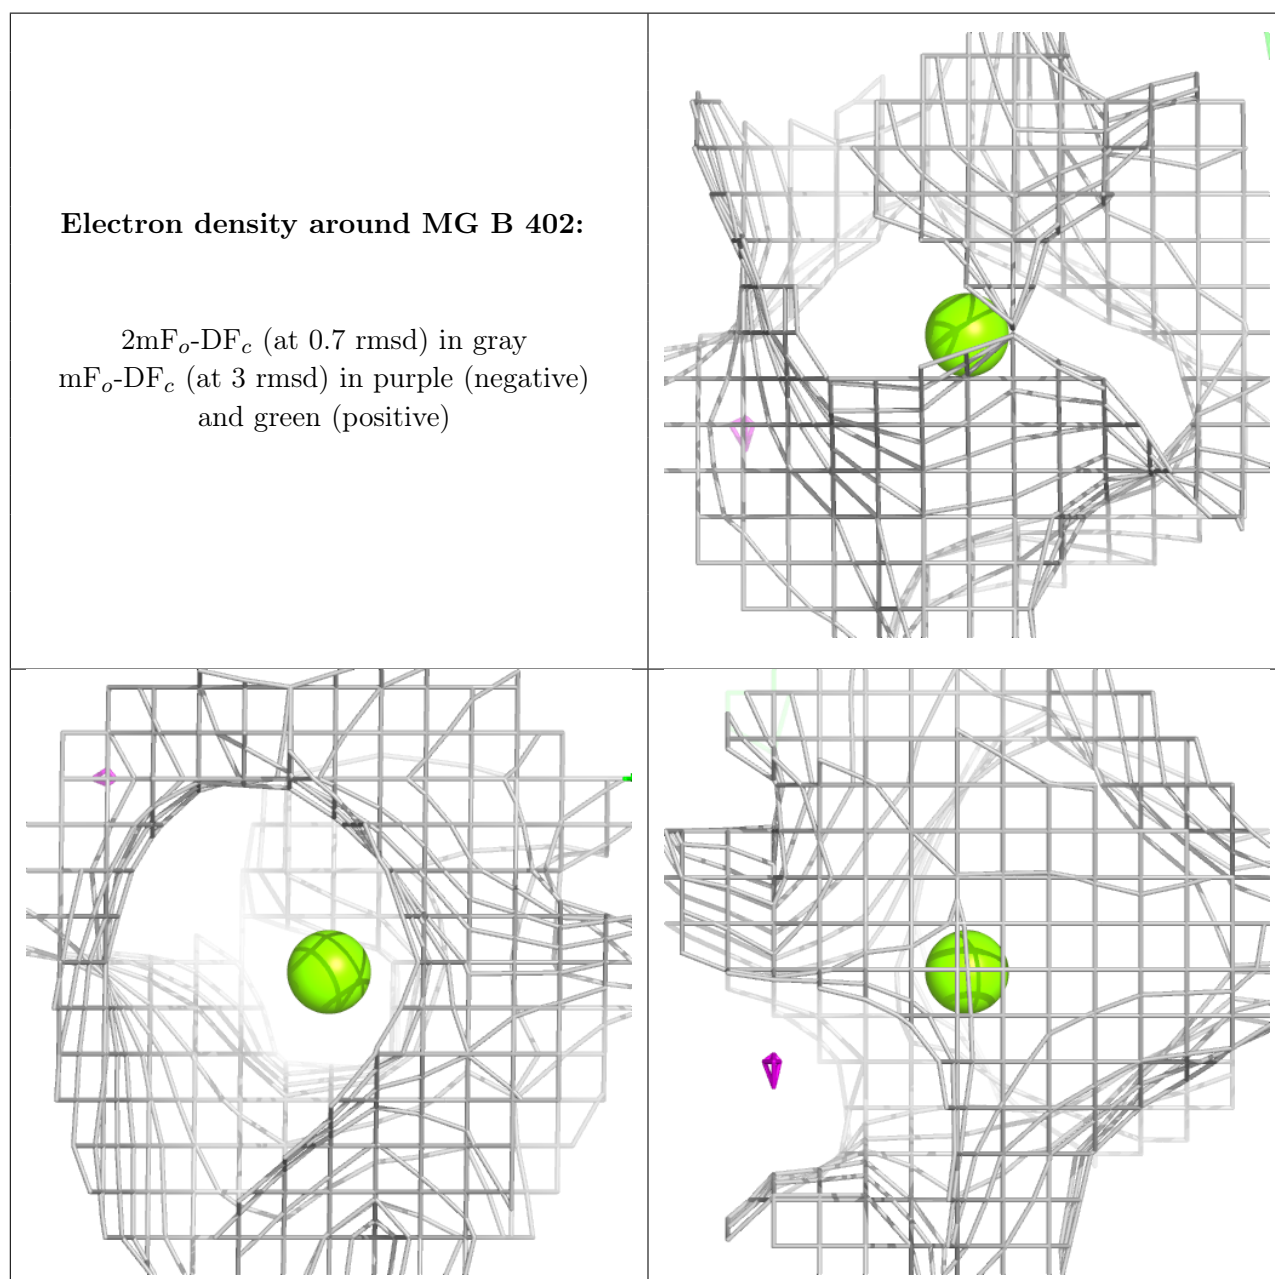 Electron density around MG B 402:
2mFo-DFc (at 0.7 rmsd) in gray
mFo-DFc (at 3 rmsd) in purple (negative)
and green (positive)